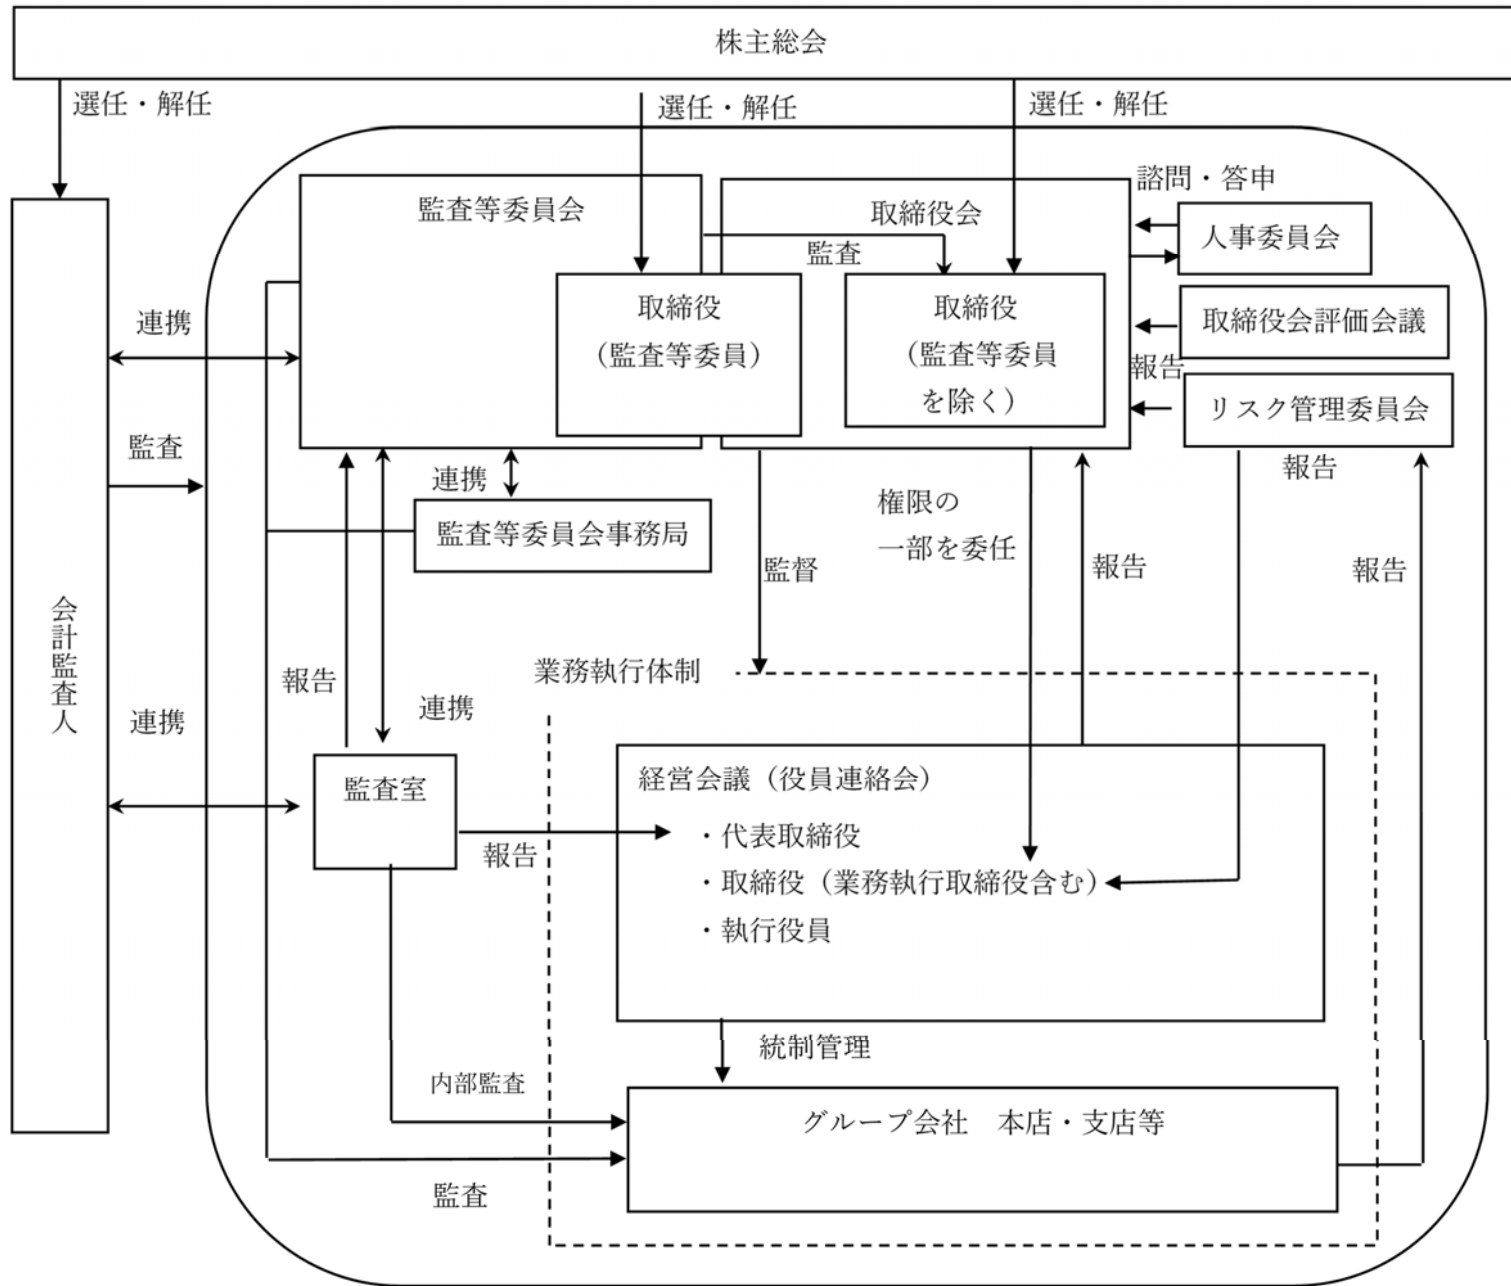 株主総会
選任・解任
選任・解任
選任・解任
諮問・答申
監査等委員会
取締役会
人事委員会
監査
取締役
（監査等委員）
取締役
（監査等委員
を除く）
取締役会評価会議
連携
報告
リスク管理委員会
監査
連携
報告
監査等委員会事務局
権限の
一部を委任
監督
報告
報告
会計監査人
業務執行体制
報告
連携
連携
監査室
経営会議（役員連絡会）
・代表取締役
報告
・取締役（業務執行取締役含む）
・執行役員
統制管理
内部監査
グループ会社　本店・支店等
監査